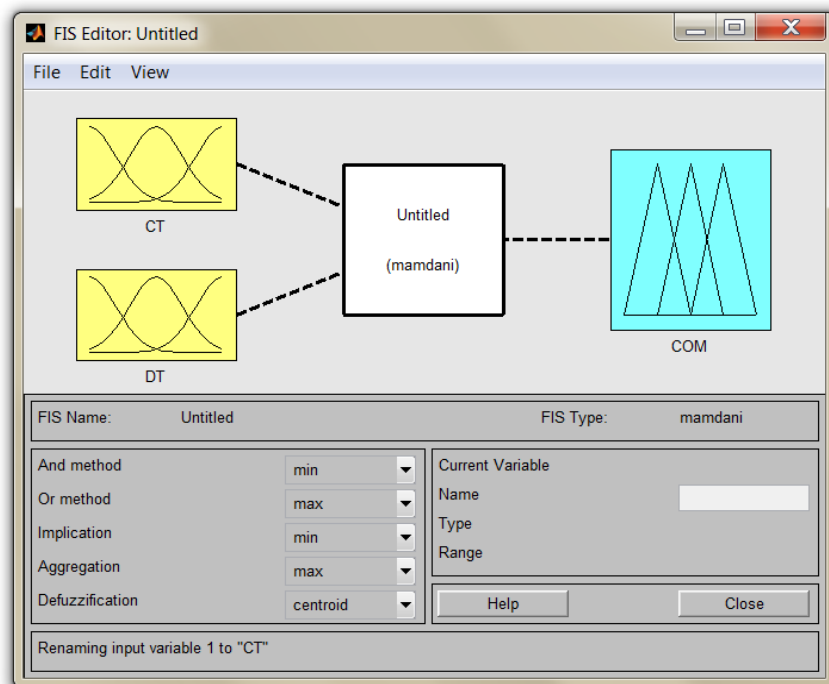 FIS Editor: Untitled
File Edit View
CT
DT
Untitled
(mamdani)
COM
FIS Name: Untitled FIS Type: mamdani
And method min
Or method max
Implication min
Aggregation max
Defuzzification centroid
Current Variable
Name
Type
Range
Help Close
Renaming input variable 1 to "CT"